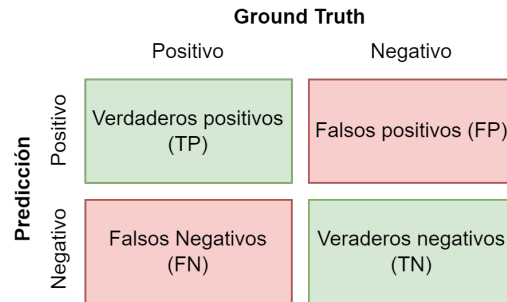 Ground Truth
Positivo
Negativo
Predicción
Positivo
Verdaderos positivos
(TP)
Falsos positivos (FP)
Negativo
Falsos Negativos
(FN)
Veraderos negativos
(TN)